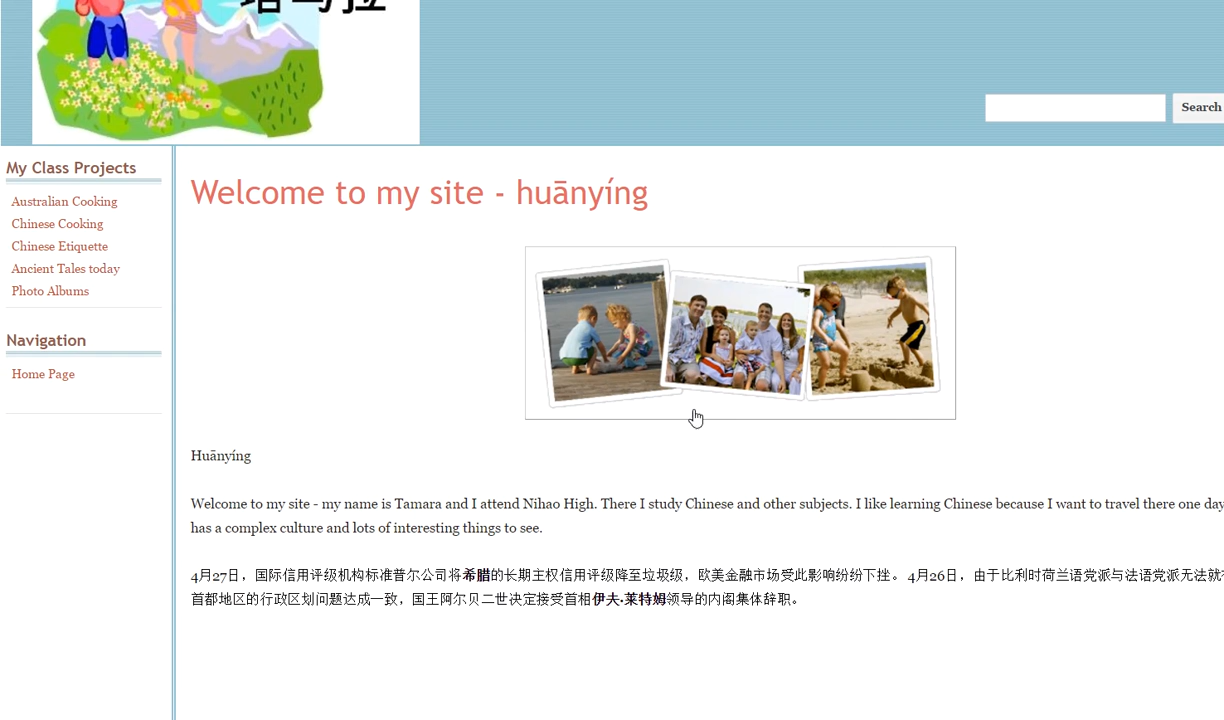 塔马拉
Search
My Class Projects
Australian Cooking
Chinese Cooking
Chinese Etiquette
Ancient Tales today
Photo Albums
Navigation
Home Page
Welcome to my site - huānyíng
Huānyíng
Welcome to my site - my name is Tamara and I attend Nihao High. There I study Chinese and other subjects. I like learning Chinese because I want to travel there one day
has a complex culture and lots of interesting things to see.
4月27日，国际信用评级机构标准普尔公司将希腊的长期主权信用评级降至垃圾级，欧美金融市场受此影响纷纷下挫。 4月26日，由于比利时荷兰语党派与法语党派无法就
首都地区的行政区划问题达成一致，国王阿尔贝二世决定接受首相伊夫·莱特姆领导的内阁集体辞职。